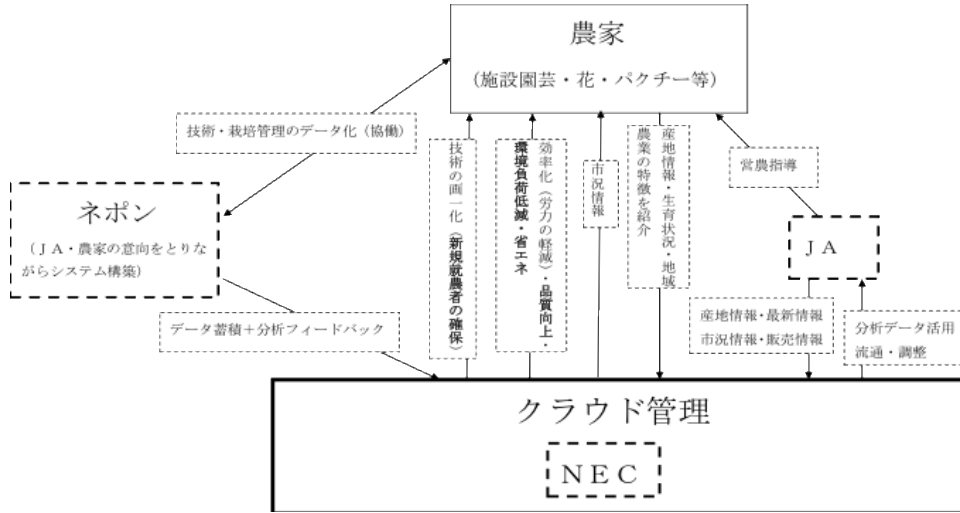 農家
（施設園芸・花・パクチー等）
技術・栽培管理のデータ化（協働）
ネポン
（ＪＡ・農家の意向をとりな
がらシステム構築）
データ蓄積＋分析フィードバック
技術の画一化（新規就農者の確保）
効率化（労力の軽減）・品質向上・
環境負荷低減・省エネ
市況情報
産地情報・生育状況・地域
農業の特徴を紹介
営農指導
ＪＡ
産地情報・最新情報
市況情報・販売情報
分析データ活用
流通・調整
クラウド管理
ＮＥＣ